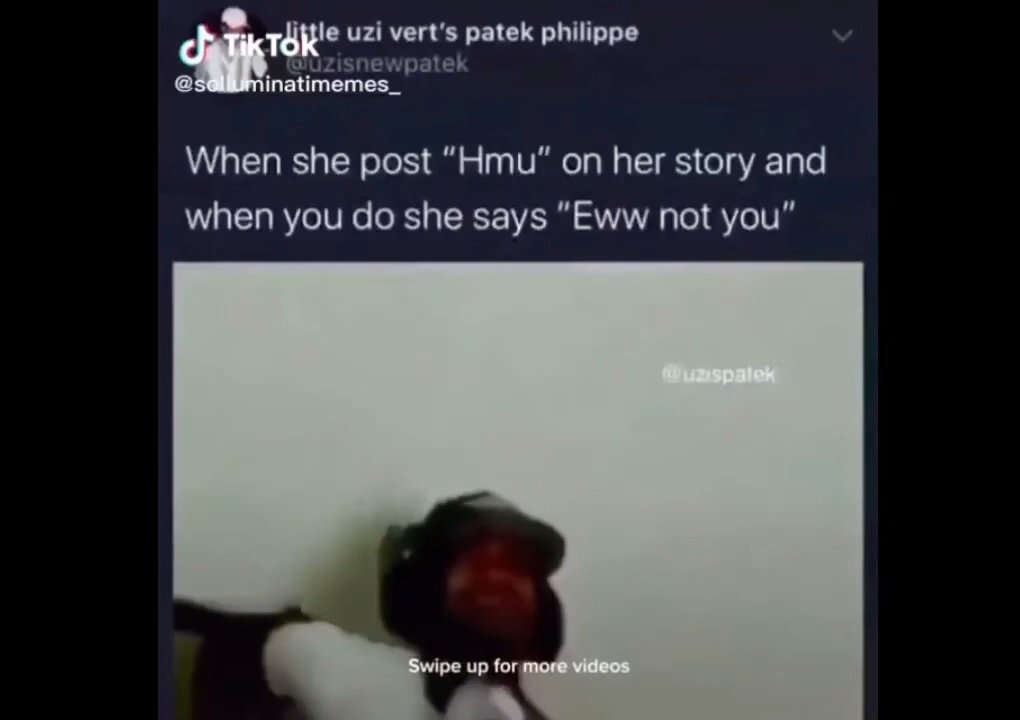 little uzi vert's patek philippe
TikTok
@uzisnewpatek
@solluminatimemes_
When she post “Hmu” on her story and
when you do she says “Eww not you”
@uzispatek
Swipe up for more videos